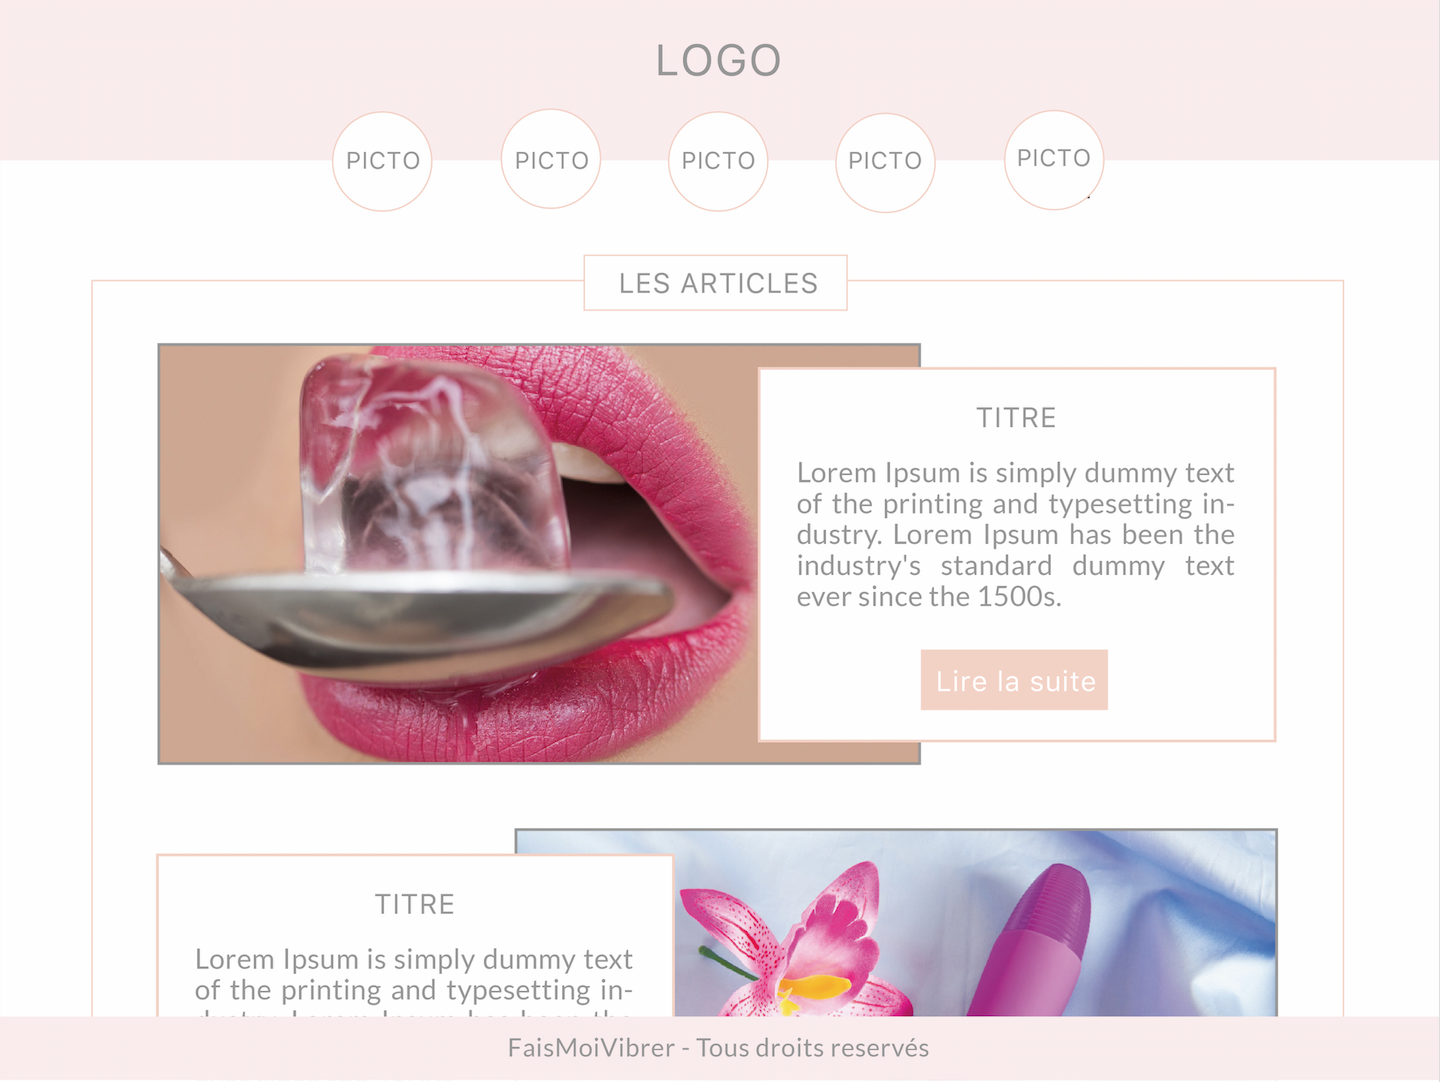 LOGO
PICTO PICTO PICTO PICTO PICTO
LES ARTICLES
TITRE
Lorem Ipsum is simply dummy text
of the printing and typesetting in-
dustry. Lorem Ipsum has been the
industry's standard dummy text
ever since the 1500s.
Lire la suite
TITRE
Lorem Ipsum is simply dummy text
of the printing and typesetting in-
FaisMoiVibrer - Tous droits reservés